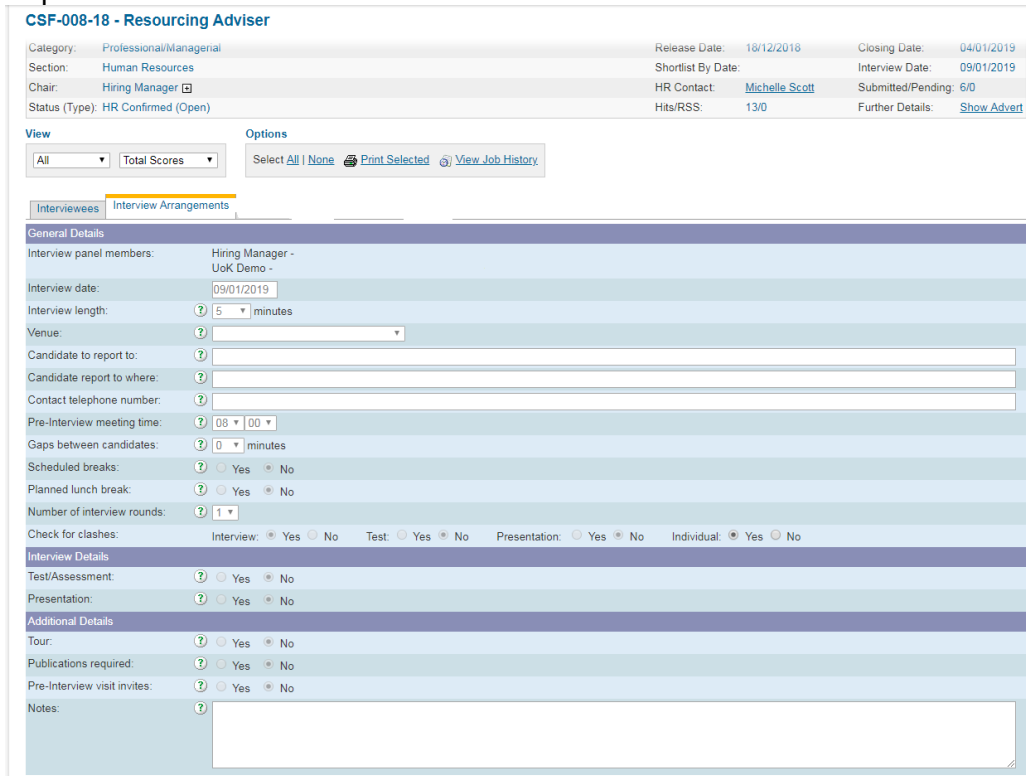 CSF-008-18 - Resourcing Adviser
Category: Professional/Managerial Release Date: 18/12/2018 Closing Date: 04/01/2019
Section: Human Resources Shortlist By Date: Interview Date: 09/01/2019
Chair: Hiring Manager HR Contact: Michelle Scott Submitted/Pending: 6/0
Status (Type): HR Confirmed (Open) Hits/RSS: 13/0 Further Details: Show Advert
View Options
All Total Scores Select All | None Print Selected View Job History
Interviewees Interview Arrangements
General Details
Interview panel members: Hiring Manager -
UoK Demo -
Interview date: 09/01/2019
Interview length: ? 5 minutes
Venue: ?
Candidate to report to: ?
Candidate report to where: ?
Contact telephone number: ?
Pre-Interview meeting time: ? 08 00
Gaps between candidates: ? 0 minutes
Scheduled breaks: ? Yes No
Planned lunch break: ? Yes No
Number of interview rounds: ? 1
Check for clashes: Interview: Yes No Test: Yes No Presentation: Yes No Individual: Yes No
Interview Details
Test/Assessment: ? Yes No
Presentation: ? Yes No
Additional Details
Tour: ? Yes No
Publications required: ? Yes No
Pre-Interview visit invites: ? Yes No
Notes: ?